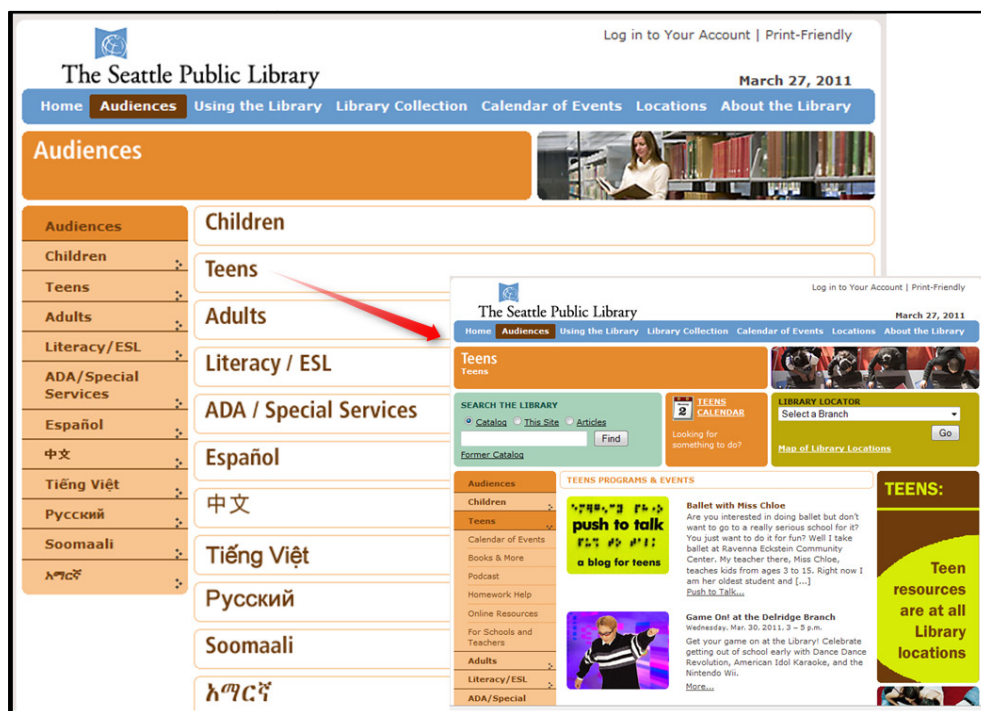 Log in to Your Account | Print-Friendly
The Seattle Public Library
March 27, 2011
Home Audiences Using the Library Library Collection Calendar of Events Locations About the Library
Audiences
Audiences
Children
Teens
Adults
Literacy/ESL
ADA/Special
Services
Español
中文
Tiếng Việt
Русский
Soomaali
አማርኛ
Children
Teens
Adults
Literacy / ESL
ADA / Special Services
Español
中文
Tiếng Việt
Русский
Soomaali
አማርኛ
Log in to Your Account | Print-Friendly
The Seattle Public Library
March 27, 2011
Home Audiences Using the Library Library Collection Calendar of Events Locations About the Library
Teens
Teens
SEARCH THE LIBRARY
Catalog This Site Articles
Find
Former Catalog
2
TEENS
CALENDAR
Looking for
something to do?
LIBRARY LOCATOR
Select a Branch
Go
Map of Library Locations
Audiences
Children
Teens
Calendar of Events
Books & More
Podcast
Homework Help
Online Resources
For Schools and
Teachers
Adults
Literacy/ESL
ADA/Special
TEENS PROGRAMS & EVENTS
push to talk
a blog for teens
Ballet with Miss Chloe
Are you interested in doing ballet but don't
want to go to a really serious school for it?
You just want to do it for fun? Well I take
ballet at Ravenna Eckstein Community
Center. My teacher there, Miss Chloe,
teaches kids from ages 3 to 15. Right now I
am her oldest student and [...]
Push to Talk...
Game On! at the Delridge Branch
Wednesday, Mar. 30, 2011, 3 – 5 p.m.
Get your game on at the Library! Celebrate
getting out of school early with Dance Dance
Revolution, American Idol Karaoke, and the
Nintendo Wii.
More...
TEENS:
Teen
resources
are at all
Library
locations